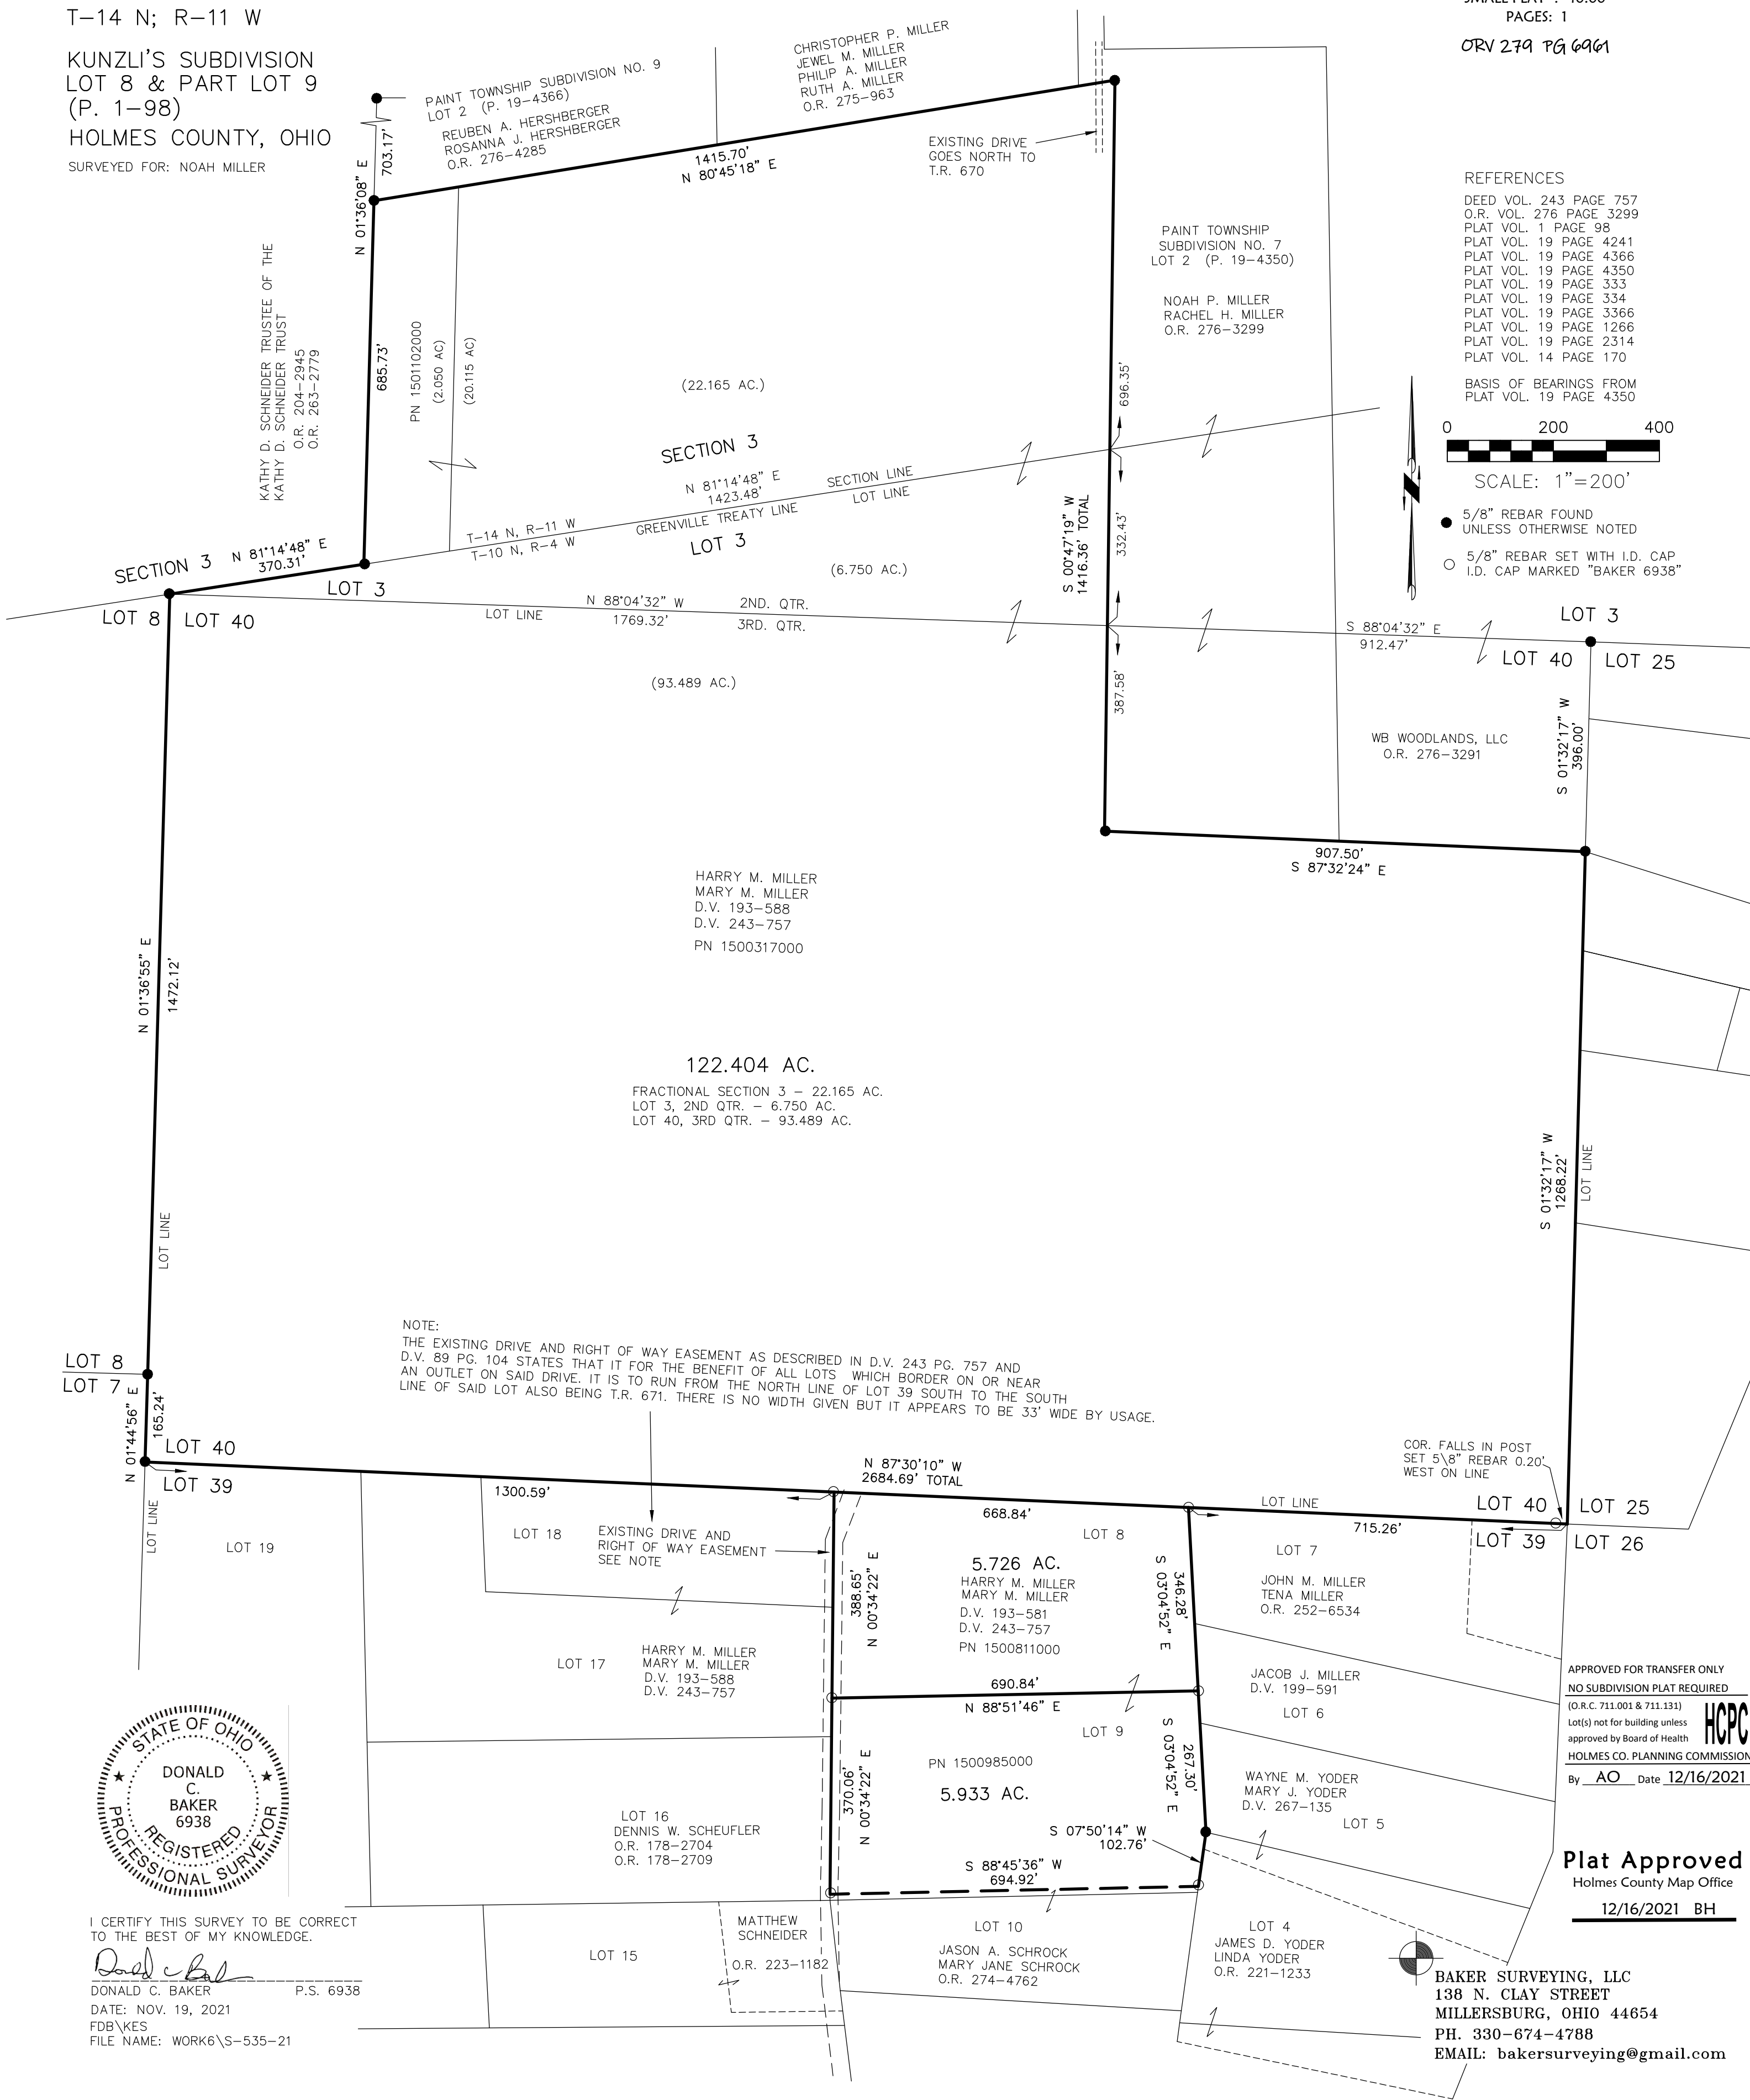 T-14 N; R-11 W
KUNZLI'S SUBDIVISION
LOT 8 & PART LOT 9
(P. 1-98)
HOLMES COUNTY, OHIO
SURVEYED FOR: NOAH MILLER
PAGES: 1
ORV 279 PG 6961
PAINT TOWNSHIP SUBDIVISION NO. 9
LOT 2 (P. 19-4366)
REUBEN A. HERSHBERGER
ROSANNA J. HERSHBERGER
O.R. 276-4285
CHRISTOPHER P. MILLER
JEWEL M. MILLER
PHILIP A. MILLER
RUTH A. MILLER
O.R. 275-963
703.17'
N 01°36'08" E
1415.70'
N 80°45'18" E
EXISTING DRIVE
GOES NORTH TO
T.R. 670
PAINT TOWNSHIP
SUBDIVISION NO. 7
LOT 2 (P. 19-4350)
NOAH P. MILLER
RACHEL H. MILLER
O.R. 276-3299
REFERENCES
DEED VOL. 243 PAGE 757
O.R. VOL. 276 PAGE 3299
PLAT VOL. 1 PAGE 98
PLAT VOL. 19 PAGE 4241
PLAT VOL. 19 PAGE 4366
PLAT VOL. 19 PAGE 4350
PLAT VOL. 19 PAGE 333
PLAT VOL. 19 PAGE 334
PLAT VOL. 19 PAGE 3366
PLAT VOL. 19 PAGE 1266
PLAT VOL. 19 PAGE 2314
PLAT VOL. 14 PAGE 170
BASIS OF BEARINGS FROM
PLAT VOL. 19 PAGE 4350
0 200 400
SCALE: 1"=200'
5/8" REBAR FOUND
UNLESS OTHERWISE NOTED
5/8" REBAR SET WITH I.D. CAP
I.D. CAP MARKED "BAKER 6938"
KATHY D. SCHNEIDER TRUSTEE OF THE
KATHY D. SCHNEIDER TRUST
O.R. 204-2945
O.R. 263-2779
685.73'
PN 1501102000
(2.050 AC)
(20.115 AC)
(22.165 AC.)
696.35'
SECTION 3
N 81°14'48" E
1423.48'
SECTION LINE
LOT LINE
GREENVILLE TREATY LINE
T-14 N, R-11 W
T-10 N, R-4 W
LOT 3
(6.750 AC.)
S 00°47'19" W
1416.36' TOTAL
332.43'
SECTION 3
N 81°14'48" E
370.31'
LOT 3
LOT 8
LOT 40
LOT LINE
N 88°04'32" W
1769.32'
2ND. QTR.
3RD. QTR.
S 88°04'32" E
912.47'
LOT 3
LOT 40
LOT 25
(93.489 AC.)
387.58'
WB WOODLANDS, LLC
O.R. 276-3291
S 01°32'17" W
396.00'
907.50'
S 87°32'24" E
HARRY M. MILLER
MARY M. MILLER
D.V. 193-588
D.V. 243-757
PN 1500317000
N 01°36'55" E
1472.12'
LOT LINE
122.404 AC.
FRACTIONAL SECTION 3 - 22.165 AC.
LOT 3, 2ND QTR. - 6.750 AC.
LOT 40, 3RD QTR. - 93.489 AC.
S 01°32'17" W
1268.22'
LOT LINE
NOTE:
THE EXISTING DRIVE AND RIGHT OF WAY EASEMENT AS DESCRIBED IN D.V. 243 PG. 757 AND
D.V. 89 PG. 104 STATES THAT IT FOR THE BENEFIT OF ALL LOTS WHICH BORDER ON OR NEAR
AN OUTLET ON SAID DRIVE. IT IS TO RUN FROM THE NORTH LINE OF LOT 39 SOUTH TO THE SOUTH
LINE OF SAID LOT ALSO BEING T.R. 671. THERE IS NO WIDTH GIVEN BUT IT APPEARS TO BE 33' WIDE BY USAGE.
LOT 8
LOT 7
N 01°44'56" E
165.24'
LOT 40
LOT 39
LOT LINE
N 87°30'10" W
2684.69' TOTAL
1300.59'
668.84'
LOT LINE
715.26'
COR. FALLS IN POST
SET 5\8" REBAR 0.20'
WEST ON LINE
LOT 40
LOT 25
LOT 39
LOT 26
LOT 19
LOT 18
EXISTING DRIVE AND
RIGHT OF WAY EASEMENT
SEE NOTE
388.65'
N 00°34'22" E
LOT 8
5.726 AC.
HARRY M. MILLER
MARY M. MILLER
D.V. 193-581
D.V. 243-757
PN 1500811000
346.28'
S 03°04'52" E
LOT 7
JOHN M. MILLER
TENA MILLER
O.R. 252-6534
LOT 17
HARRY M. MILLER
MARY M. MILLER
D.V. 193-588
D.V. 243-757
690.84'
N 88°51'46" E
JACOB J. MILLER
D.V. 199-591
LOT 6
LOT 9
PN 1500985000
5.933 AC.
370.06'
N 00°34'22" E
267.30'
S 03°04'52" E
WAYNE M. YODER
MARY J. YODER
D.V. 267-135
LOT 5
S 07°50'14" W
102.76'
S 88°45'36" W
694.92'
LOT 16
DENNIS W. SCHEUFLER
O.R. 178-2704
O.R. 178-2709
APPROVED FOR TRANSFER ONLY
NO SUBDIVISION PLAT REQUIRED
(O.R.C. 711.001 & 711.131)
Lot(s) not for building unless
approved by Board of Health
HCPC
HOLMES CO. PLANNING COMMISSION
By AO Date 12/16/2021
Plat Approved
Holmes County Map Office
12/16/2021 BH
STATE OF OHIO
DONALD
C.
BAKER
6938
REGISTERED
PROFESSIONAL SURVEYOR
I CERTIFY THIS SURVEY TO BE CORRECT
TO THE BEST OF MY KNOWLEDGE.
Donald C Bak
DONALD C. BAKER P.S. 6938
DATE: NOV. 19, 2021
FDB\KES
FILE NAME: WORK6\S-535-21
LOT 15
MATTHEW
SCHNEIDER
O.R. 223-1182
LOT 10
JASON A. SCHROCK
MARY JANE SCHROCK
O.R. 274-4762
LOT 4
JAMES D. YODER
LINDA YODER
O.R. 221-1233
BAKER SURVEYING, LLC
138 N. CLAY STREET
MILLERSBURG, OHIO 44654
PH. 330-674-4788
EMAIL: bakersurveying@gmail.com